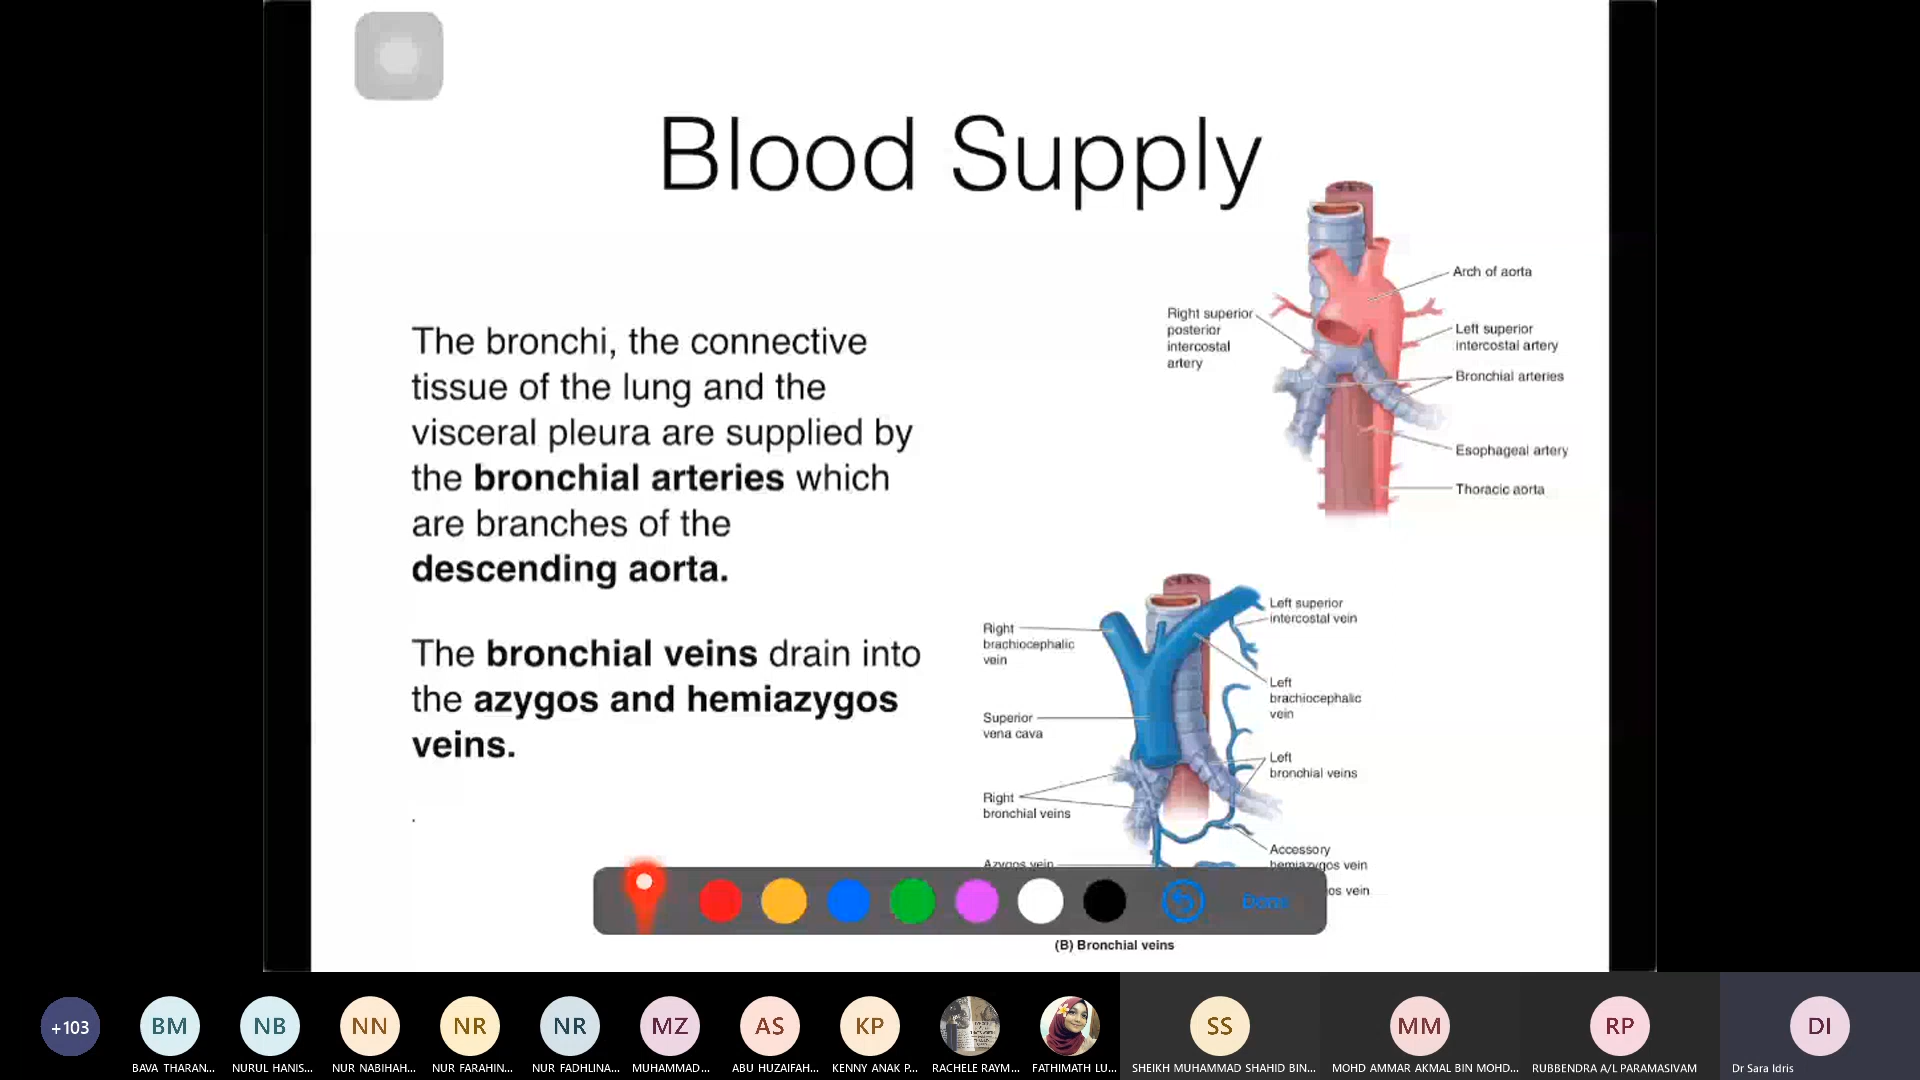 Blood Supply
The bronchi, the connective
tissue of the lung and the
visceral pleura are supplied by
the bronchial arteries which
are branches of the
descending aorta.
The bronchial veins drain into
the azygos and hemiazygos
veins.
.
Arch of aorta
Right superior
posterior
intercostal
artery
Left superior
intercostal artery
Bronchial arteries
Esophageal artery
Thoracic aorta
Left superior
intercostal vein
Right
brachiocephalic
vein
Left
brachiocephalic
vein
Superior
vena cava
Left
bronchial veins
Right
bronchial veins
Accessory
hemiazygos vein
Azygos vein
os vein
Done
(B) Bronchial veins
+103
BM
NB
NN
NR
NR
MZ
AS
KP
SS
MM
RP
DI
BAVA THARAN...
NURUL HANIS...
NUR NABIHAH...
NUR FARAHIN...
NUR FADHLINA...
MUHAMMAD...
ABU HUZAIFAH...
KENNY ANAK P...
RACHELE RAYM...
FATHIMATH LU...
SHEIKH MUHAMMAD SHAHID BIN...
MOHD AMMAR AKMAL BIN MOHD...
RUBBENDRA A/L PARAMASIVAM
Dr Sara Idris